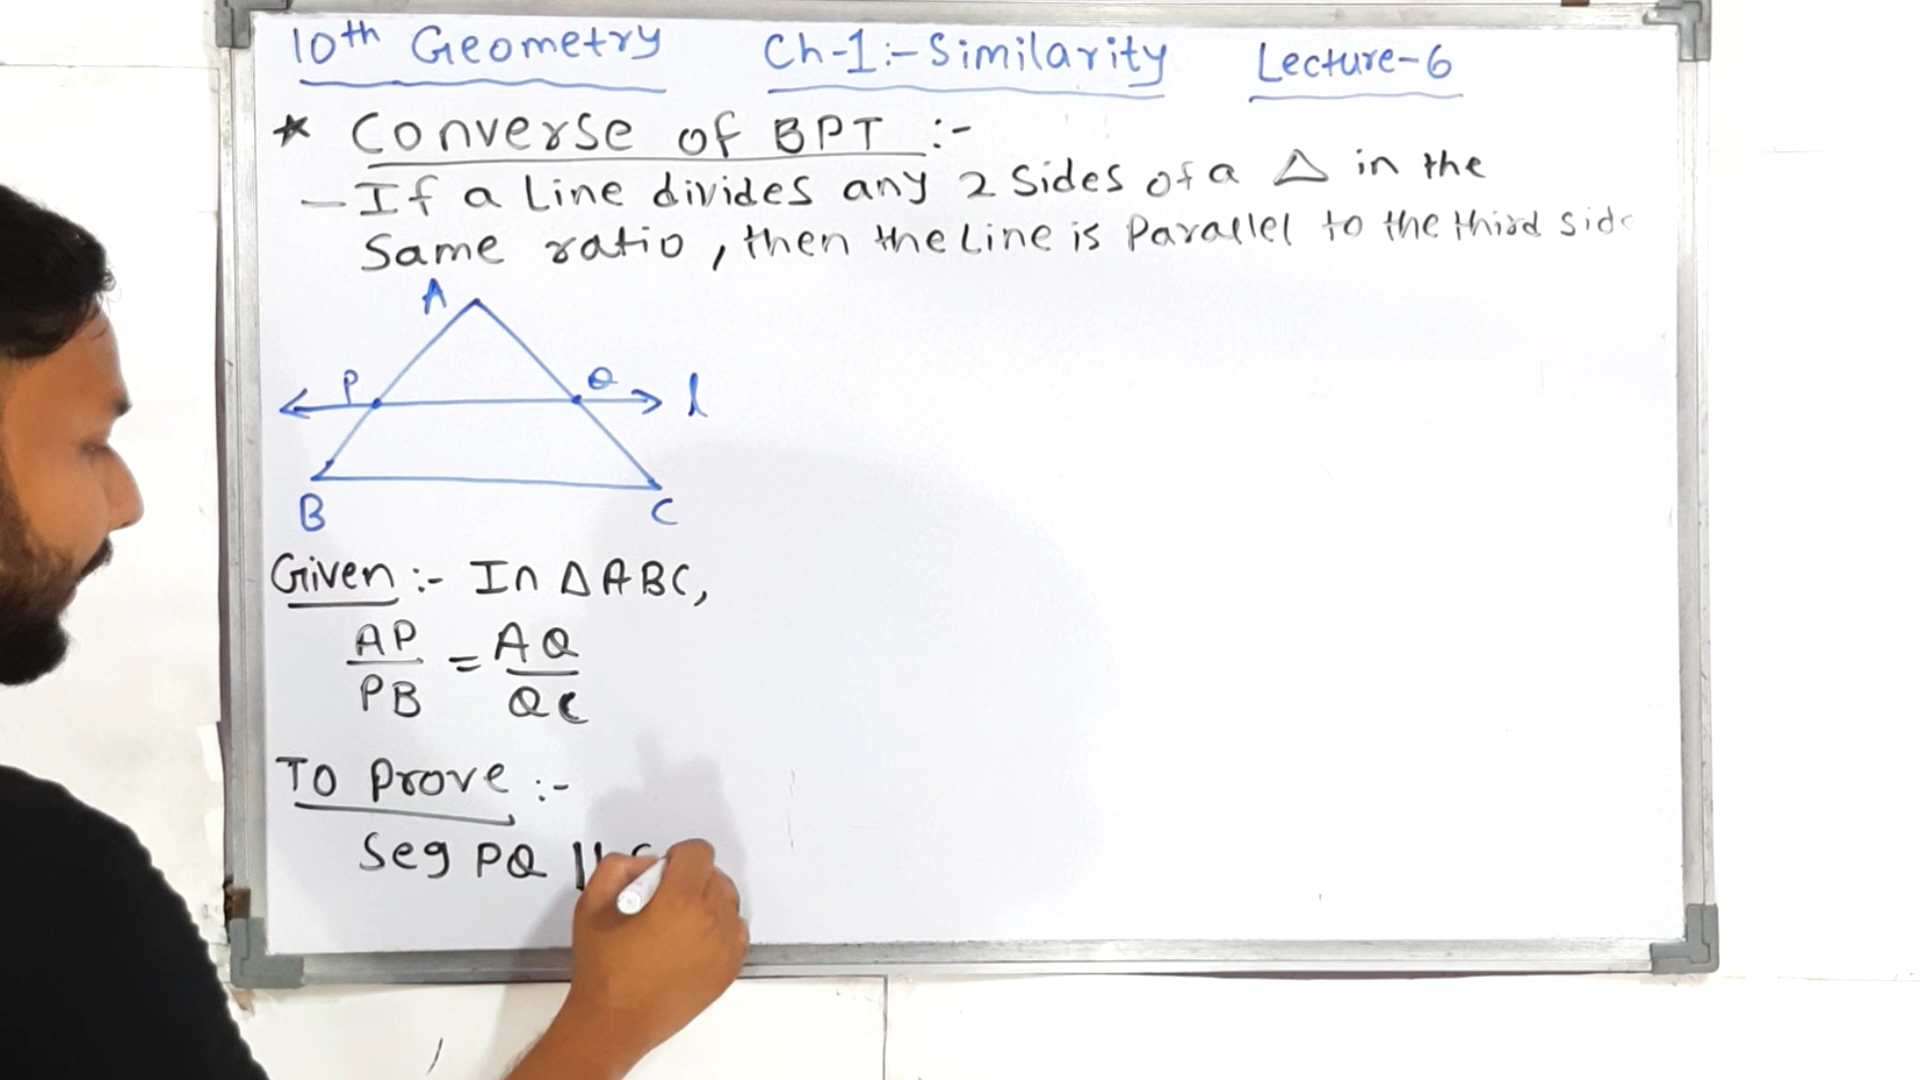 10th Geometry Ch-1:- Similarity Lecture-6
* Converse of BPT :-
- If a Line divides any 2 Sides of a △ in the
Same ratio, then the Line is Parallel to the third side
A
P Q l
B C
Given :- In △ABC,
AP/PB = AQ/QC
To Prove :-
Seg PQ ||